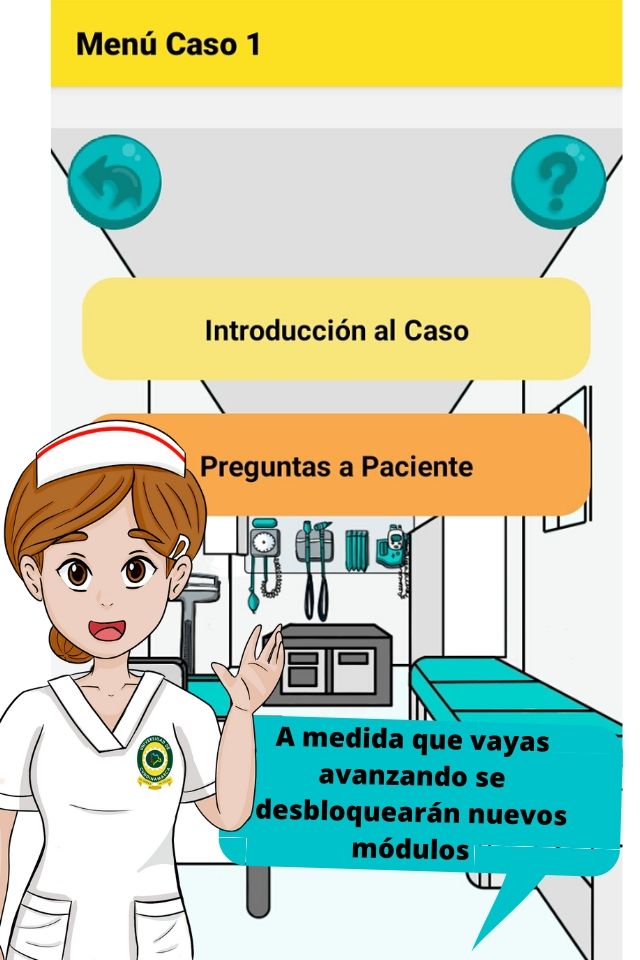 Menú Caso 1
Introducción al Caso
Preguntas a Paciente
A medida que vayas
avanzando se
desbloquearán nuevos
módulos